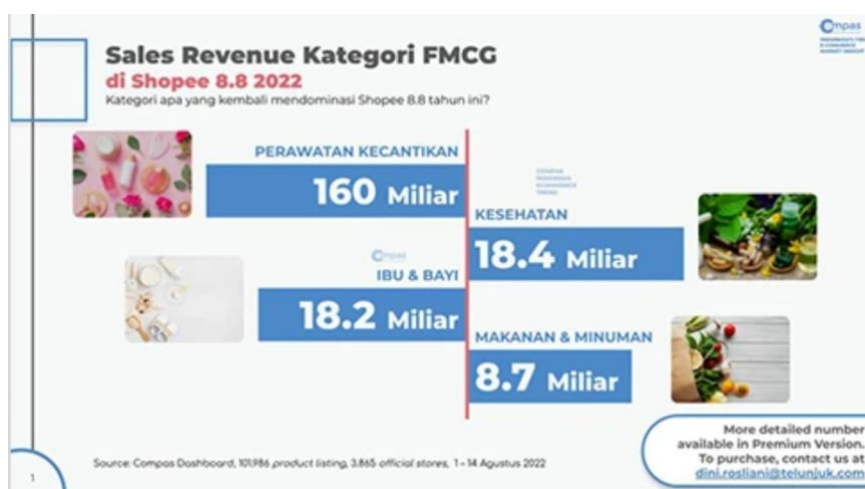 Compas
Sales Revenue Kategori FMCG
di Shopee 8.8 2022
Kategori apa yang kembali mendominasi Shopee 8.8 tahun ini?
PERAWATAN KECANTIKAN
160 Miliar
KESEHATAN
18.4 Miliar
Compas
IBU & BAYI
18.2 Miliar
MAKANAN & MINUMAN
8.7 Miliar
More detailed number
available in Premium Version.
To purchase, contact us at
dini.rosliani@telunjuk.com
Source: Compas Dashboard, 101.986 product listing, 3.865 official stores, 1 - 14 Agustus 2022
1